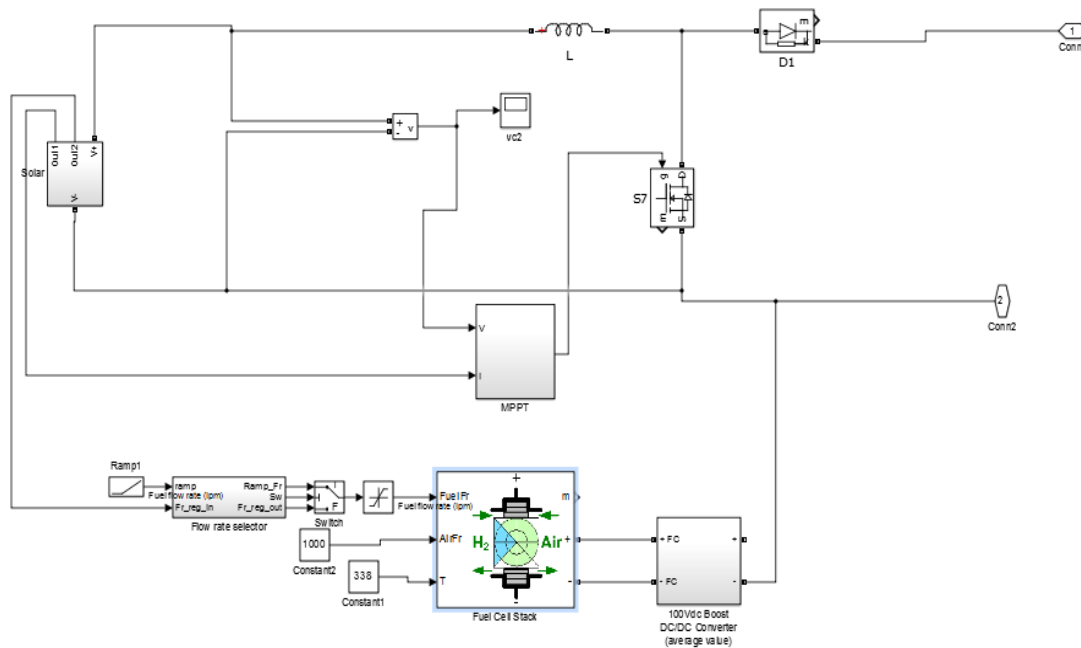 m
k
D1
1
Conn
L
+
-
v
vc2
out1
out2
V+
Solar
V-
g
D
S7
m
S
2
Conn2
V
I
MPPT
Ramp1
ramp
Fuel flow rate (lpm)
Fr_reg_in
Ramp_Fr
Sw
Fr_reg_out
Flow rate selector
T
F
Switch
FuelFr
Fuel flow rate (lpm)
AirFr
T
+
m
H2
Air
+
-
-
Fuel Cell Stack
1000
Constant2
338
Constant1
+ FC
- FC
+
-
100Vdc Boost
DC/DC Converter
(average value)